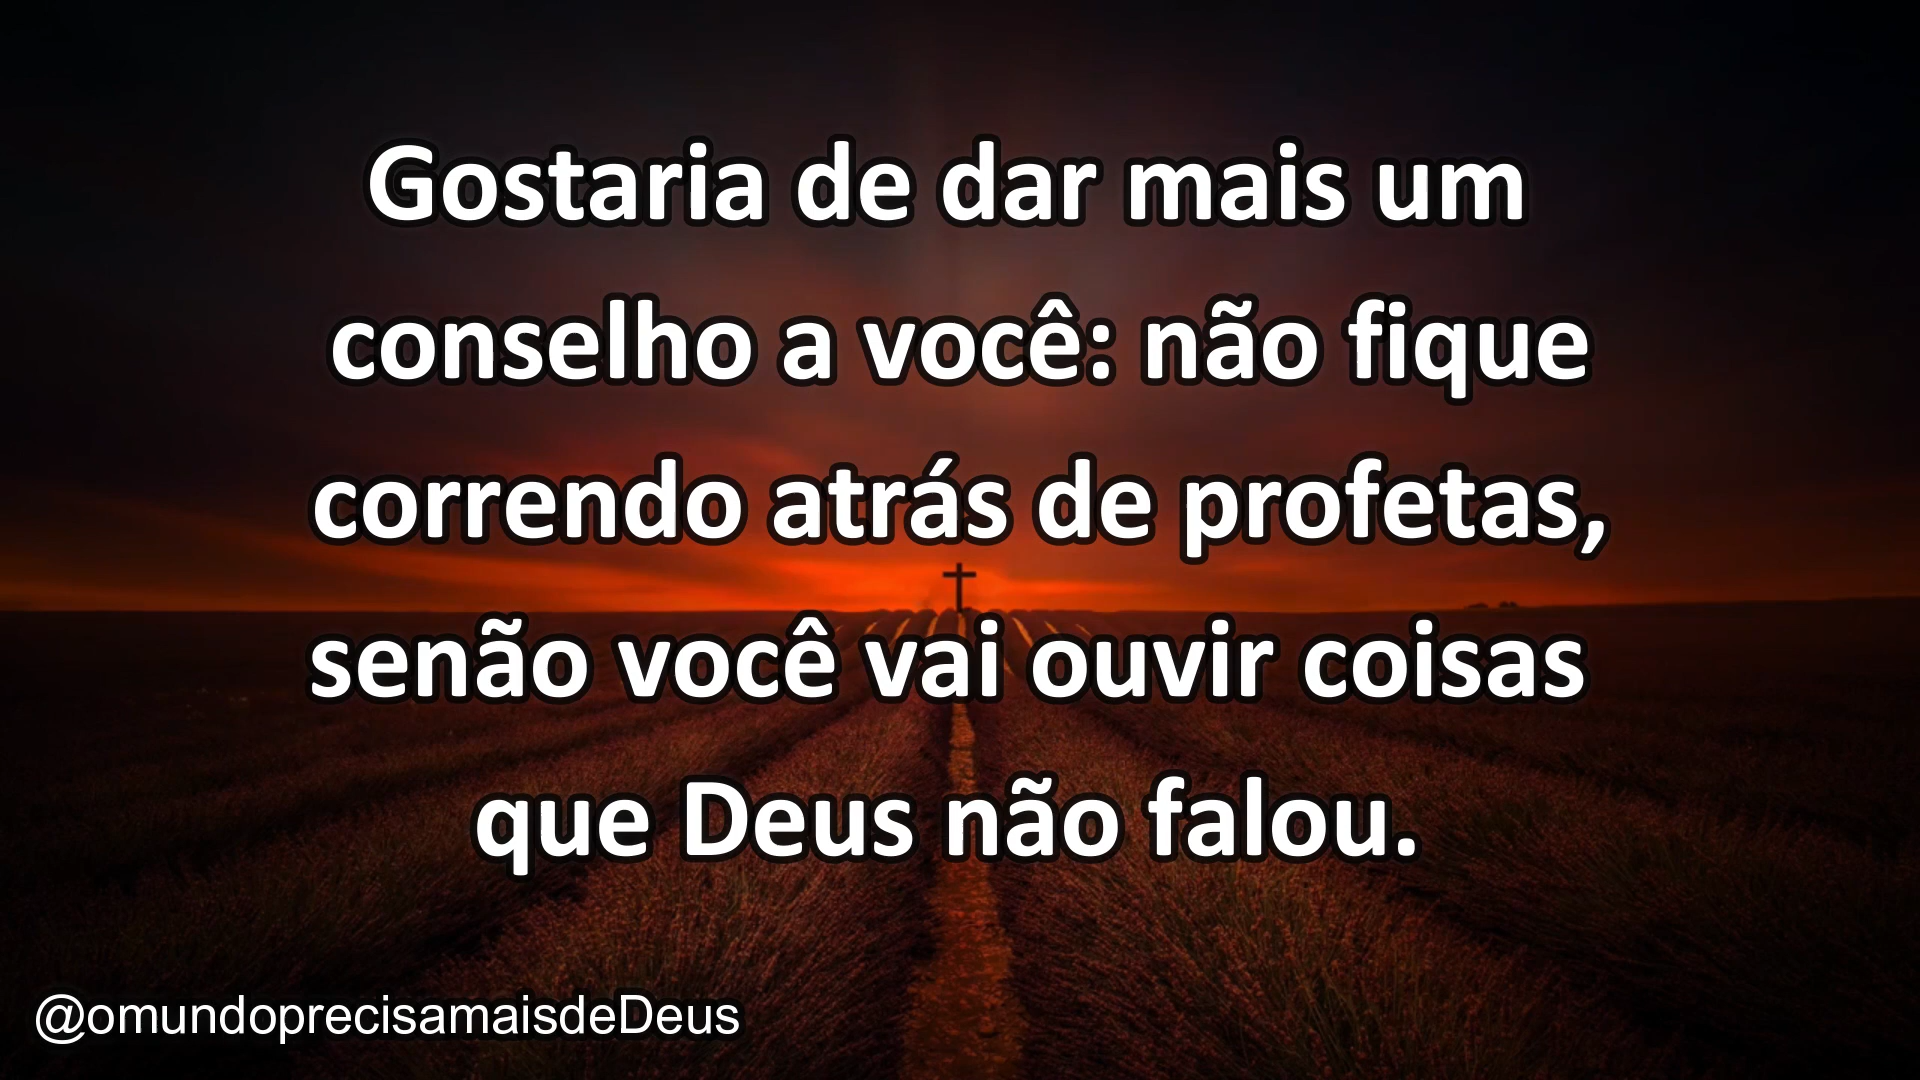 Gostaria de dar mais um
conselho a você: não fique
correndo atrás de profetas,
senão você vai ouvir coisas
que Deus não falou.
@omundoprecisamaisdeDeus